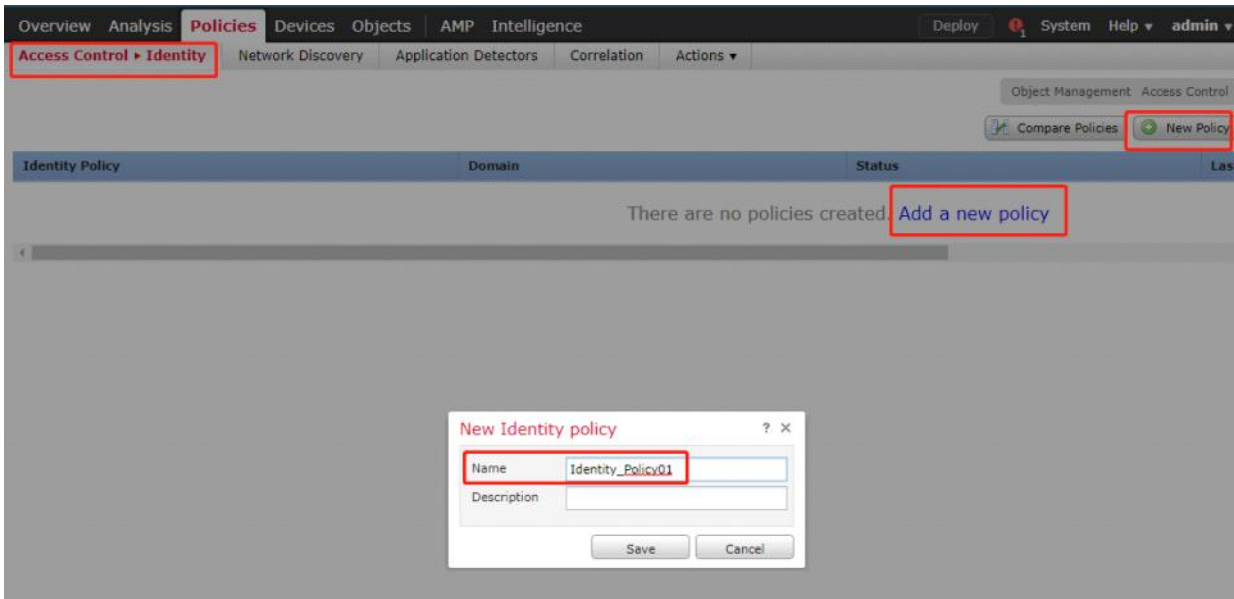 Overview Analysis Policies Devices Objects AMP Intelligence Deploy 1 System Help ▾ admin ▾
Access Control ▸ Identity Network Discovery Application Detectors Correlation Actions ▾
Object Management Access Control
Compare Policies New Policy
Identity Policy Domain Status Las
There are no policies created. Add a new policy
New Identity policy ? ×
Name Identity_Policy01
Description
Save Cancel